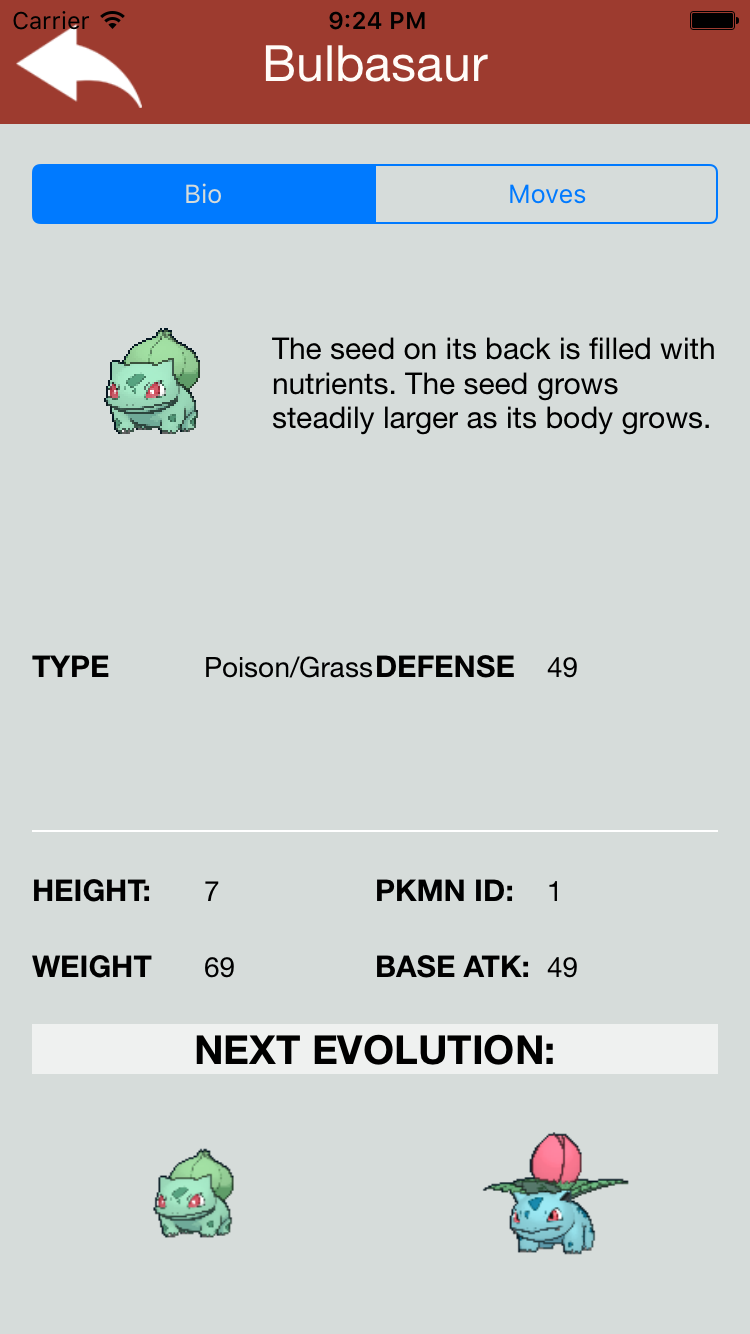 Carrier 9:24 PM
Bulbasaur
Bio Moves
The seed on its back is filled with
nutrients. The seed grows
steadily larger as its body grows.
TYPE Poison/Grass DEFENSE 49
HEIGHT: 7 PKMN ID: 1
WEIGHT 69 BASE ATK: 49
NEXT EVOLUTION: